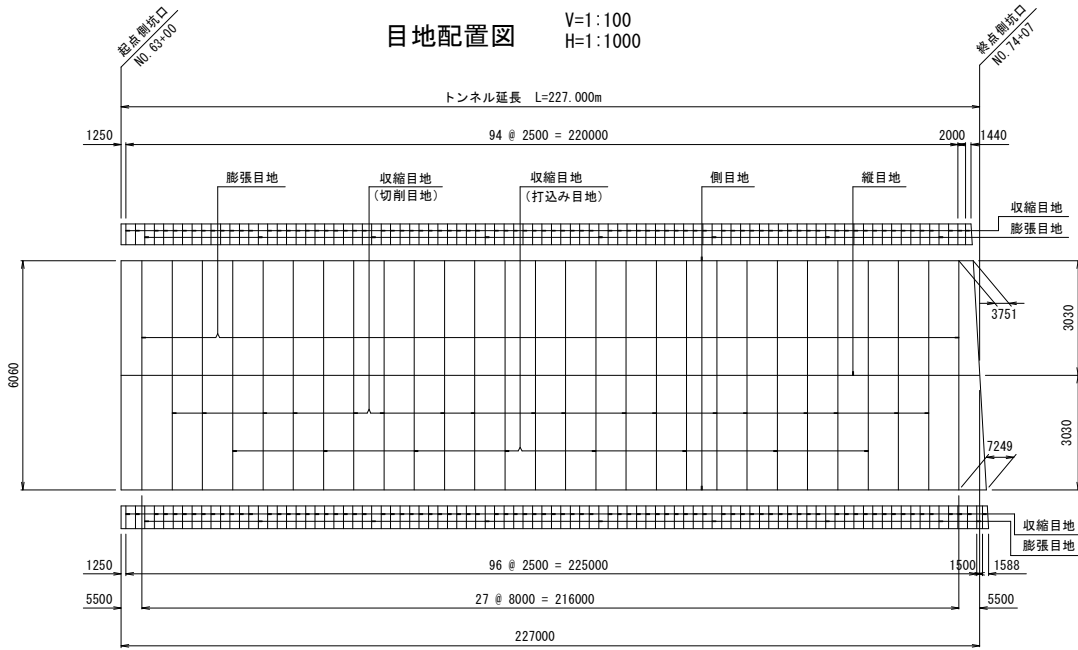 目地配置図
V=1:100
H=1:1000
起点側坑口
NO.63+00
終点側坑口
NO.74+07
トンネル延長 L=227.000m
1250
94 @ 2500 = 220000
2000
1440
膨張目地
収縮目地
(切削目地)
収縮目地
(打込み目地)
側目地
縦目地
収縮目地
膨張目地
3751
3030
6060
3030
7249
収縮目地
膨張目地
1250
96 @ 2500 = 225000
1500
1588
5500
27 @ 8000 = 216000
5500
227000